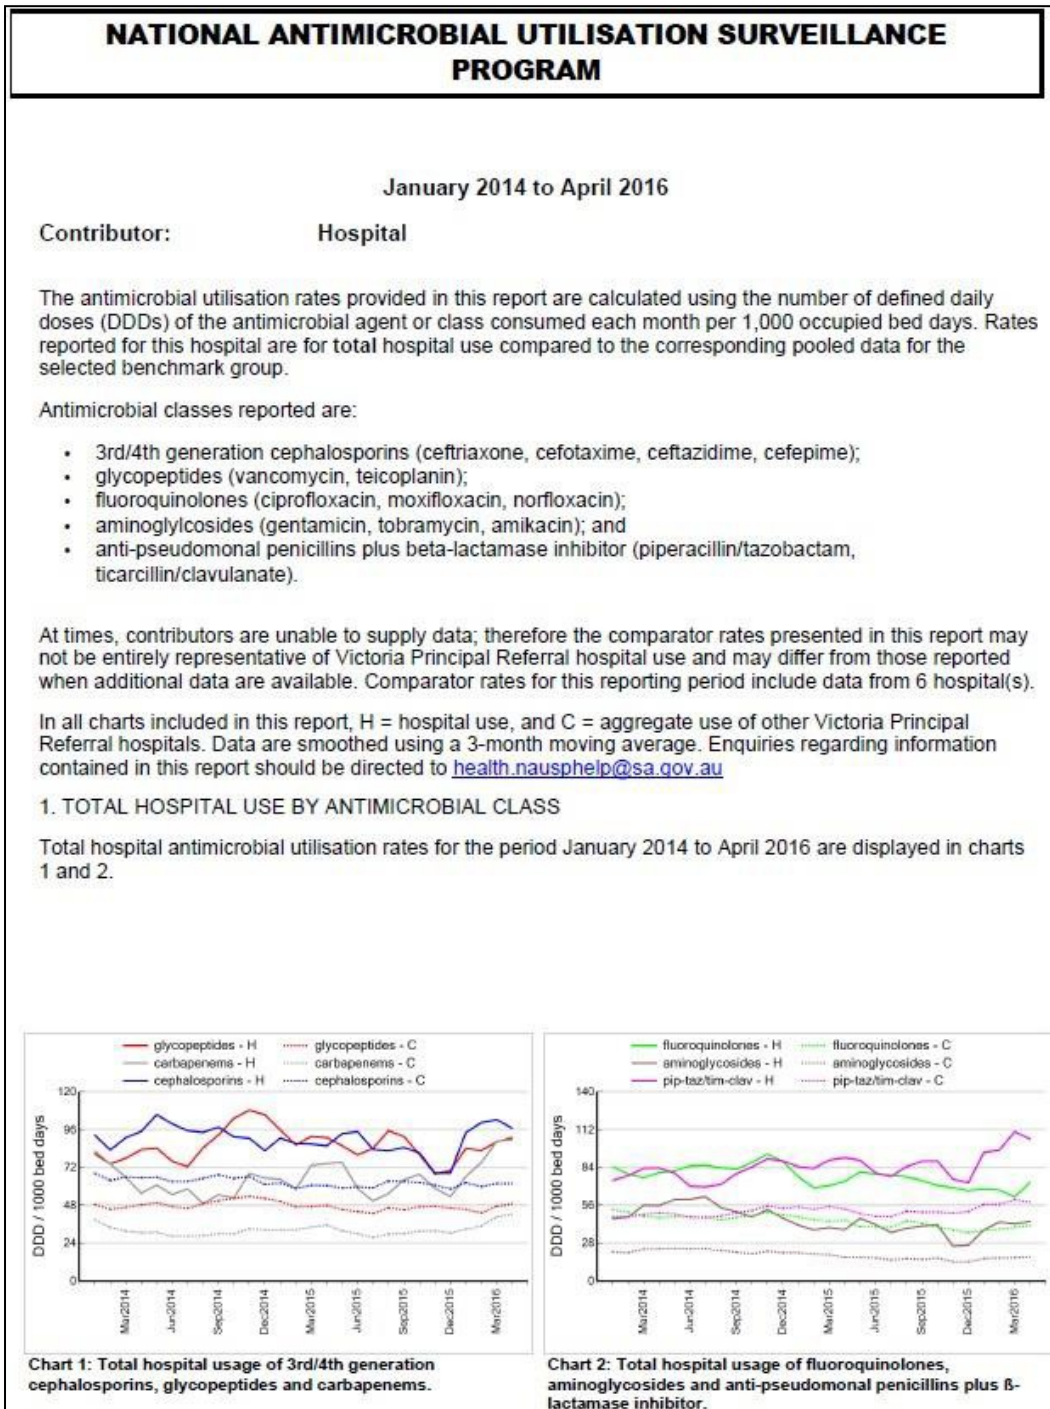 NATIONAL ANTIMICROBIAL UTILISATION SURVEILLANCE
PROGRAM
January 2014 to April 2016
Contributor: Hospital
The antimicrobial utilisation rates provided in this report are calculated using the number of defined daily
doses (DDDs) of the antimicrobial agent or class consumed each month per 1,000 occupied bed days. Rates
reported for this hospital are for total hospital use compared to the corresponding pooled data for the
selected benchmark group.
Antimicrobial classes reported are:
• 3rd/4th generation cephalosporins (ceftriaxone, cefotaxime, ceftazidime, cefepime);
• glycopeptides (vancomycin, teicoplanin);
• fluoroquinolones (ciprofloxacin, moxifloxacin, norfloxacin);
• aminoglylcosides (gentamicin, tobramycin, amikacin); and
• anti-pseudomonal penicillins plus beta-lactamase inhibitor (piperacillin/tazobactam,
ticarcillin/clavulanate).
At times, contributors are unable to supply data; therefore the comparator rates presented in this report may
not be entirely representative of Victoria Principal Referral hospital use and may differ from those reported
when additional data are available. Comparator rates for this reporting period include data from 6 hospital(s).
In all charts included in this report, H = hospital use, and C = aggregate use of other Victoria Principal
Referral hospitals. Data are smoothed using a 3-month moving average. Enquiries regarding information
contained in this report should be directed to health.nausphelp@sa.gov.au
1. TOTAL HOSPITAL USE BY ANTIMICROBIAL CLASS
Total hospital antimicrobial utilisation rates for the period January 2014 to April 2016 are displayed in charts
1 and 2.
glycopeptides - H glycopeptides - C
carbapenems - H carbapenems - C
cephalosporins - H cephalosporins - C
DDD / 1000 bed days
120
96
72
48
24
0
Mar2014 Jun2014 Sep2014 Dec2014 Mar2015 Jun2015 Sep2015 Dec2015 Mar2016
Chart 1: Total hospital usage of 3rd/4th generation
cephalosporins, glycopeptides and carbapenems.
fluoroquinolones - H fluoroquinolones - C
aminoglycosides - H aminoglycosides - C
pip-taz/tim-clav - H pip-taz/tim-clav - C
DDD / 1000 bed days
140
112
84
56
28
0
Mar2014 Jun2014 Sep2014 Dec2014 Mar2015 Jun2015 Sep2015 Dec2015 Mar2016
Chart 2: Total hospital usage of fluoroquinolones,
aminoglycosides and anti-pseudomonal penicillins plus ß-
lactamase inhibitor.